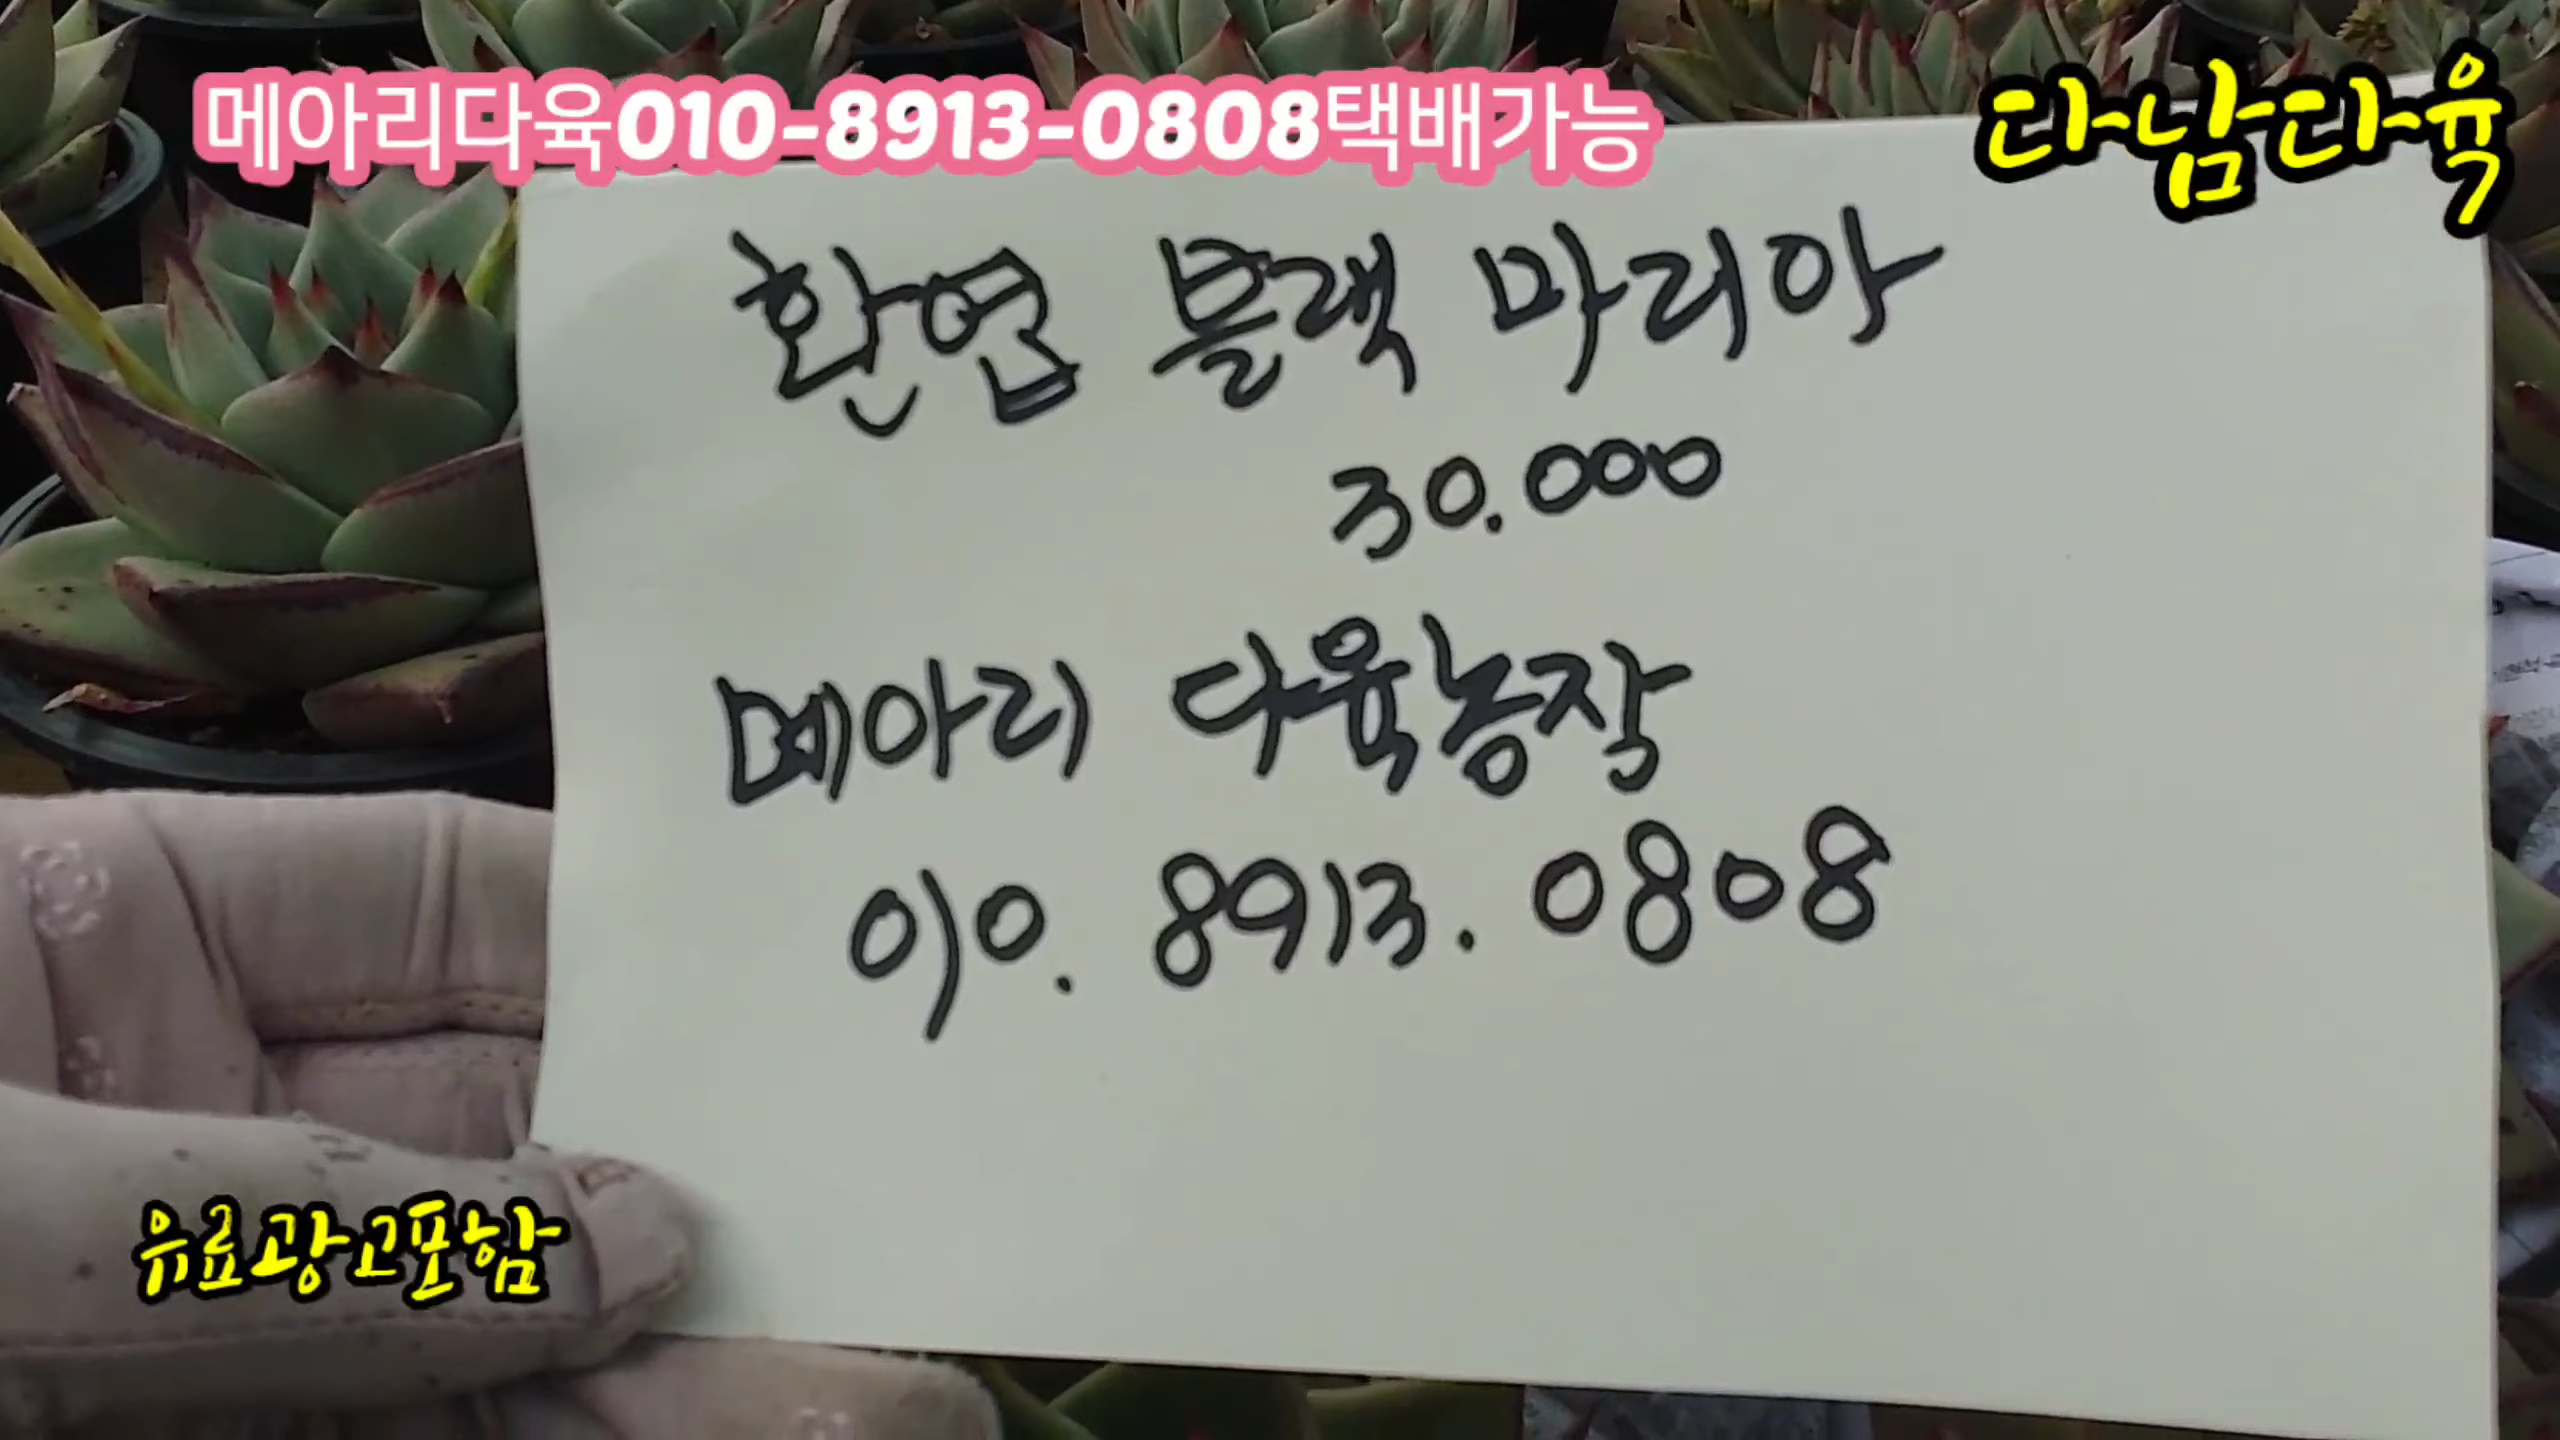 메아리다육010-8913-0808택배가능
다남다육
환엽 블랙 마리아
30.000
메아리 다육농장
010. 8913. 0808
유료광고포함